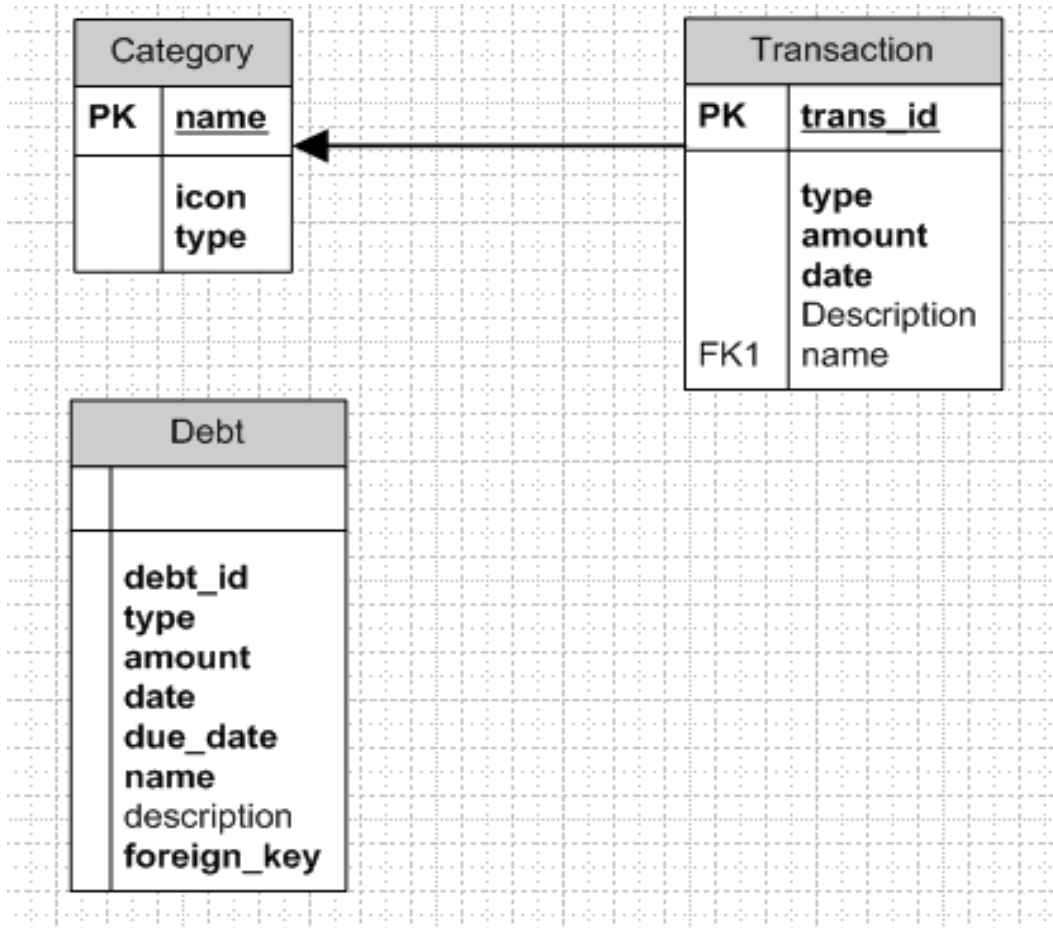 Category
PK name
icon
type
Transaction
PK trans_id
type
amount
date
Description
FK1 name
Debt
debt_id
type
amount
date
due_date
name
description
foreign_key